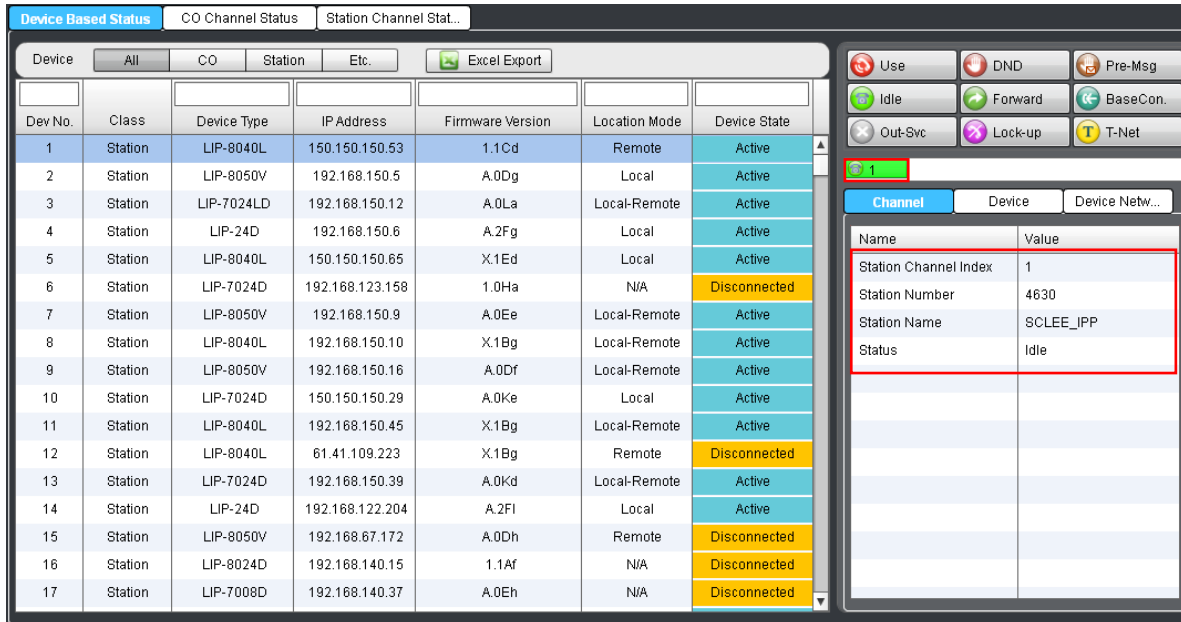 Device Based Status CO Channel Status Station Channel Stat...
Device All CO Station Etc. Excel Export
Dev No. Class Device Type IP Address Firmware Version Location Mode Device State
1 Station LIP-8040L 150.150.150.53 1.1Cd Remote Active
2 Station LIP-8050V 192.168.150.5 A.0Dg Local Active
3 Station LIP-7024LD 192.168.150.12 A.0La Local-Remote Active
4 Station LIP-24D 192.168.150.6 A.2Fg Local Active
5 Station LIP-8040L 150.150.150.65 X.1Ed Local Active
6 Station LIP-7024D 192.168.123.158 1.0Ha N/A Disconnected
7 Station LIP-8050V 192.168.150.9 A.0Ee Local-Remote Active
8 Station LIP-8040L 192.168.150.10 X.1Bg Local-Remote Active
9 Station LIP-8050V 192.168.150.16 A.0Df Local-Remote Active
10 Station LIP-7024D 150.150.150.29 A.0Ke Local Active
11 Station LIP-8040L 192.168.150.45 X.1Bg Local-Remote Active
12 Station LIP-8040L 61.41.109.223 X.1Bg Remote Disconnected
13 Station LIP-7024D 192.168.150.39 A.0Kd Local-Remote Active
14 Station LIP-24D 192.168.122.204 A.2FI Local Active
15 Station LIP-8050V 192.168.67.172 A.0Dh Remote Disconnected
16 Station LIP-8024D 192.168.140.15 1.1Af N/A Disconnected
17 Station LIP-7008D 192.168.140.37 A.0Eh N/A Disconnected
Use DND Pre-Msg
Idle Forward BaseCon.
Out-Svc Lock-up T T-Net
1
Channel Device Device Netw...
Name Value
Station Channel Index 1
Station Number 4630
Station Name SCLEE_IPP
Status Idle